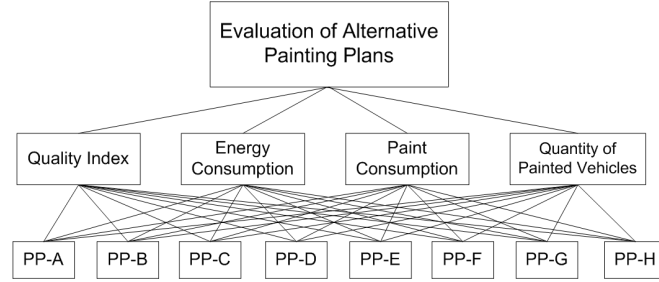 Evaluation of Alternative
Painting Plans
Quality Index
Energy
Consumption
Paint
Consumption
Quantity of
Painted Vehicles
PP-A
PP-B
PP-C
PP-D
PP-E
PP-F
PP-G
PP-H